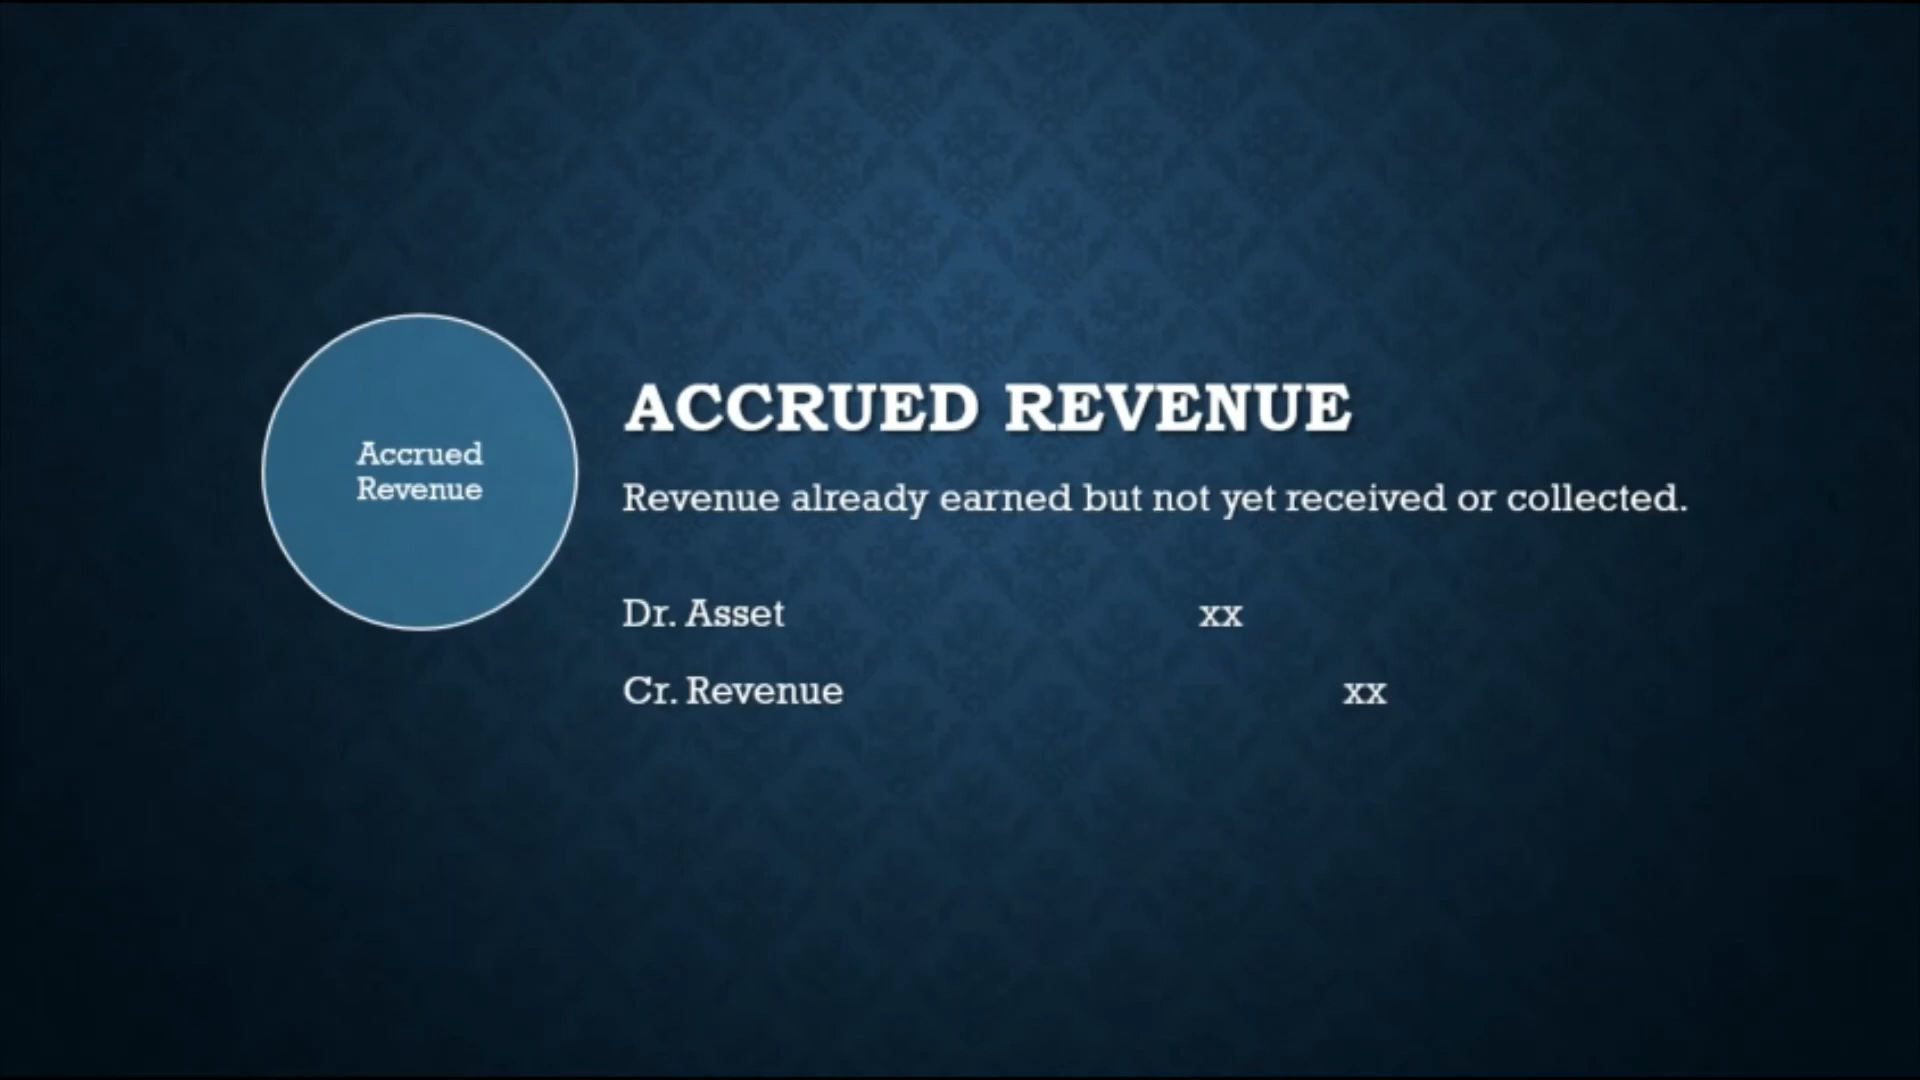 Accrued
Revenue
ACCRUED REVENUE
Revenue already earned but not yet received or collected.
Dr. Asset xx
Cr. Revenue xx